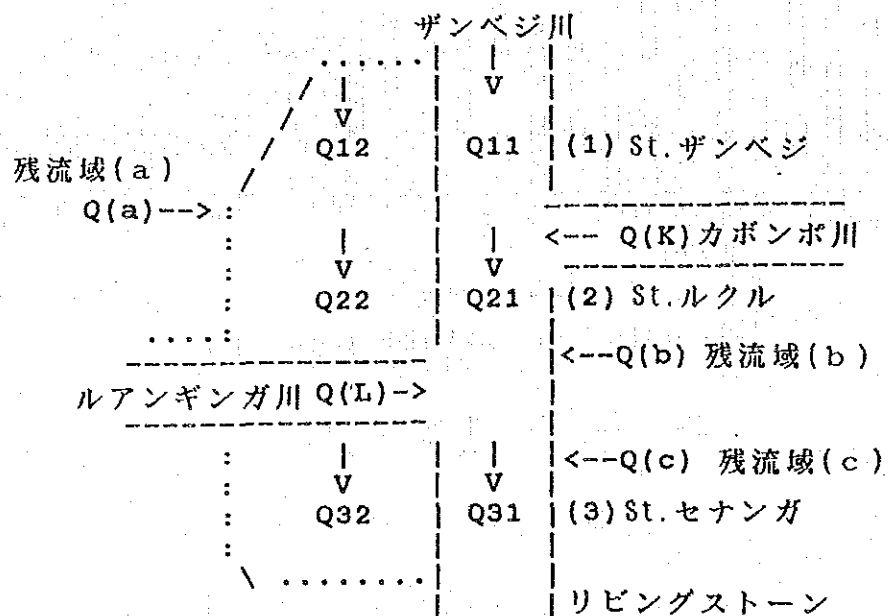 ザンベジ川
Q12 Q11 (1) St.ザンベジ
残流域(a)
Q(a)-->
<-- Q(K)カボンポ川
Q22 Q21 (2) St.ルクル
<--Q(b) 残流域(b)
ルアンギンガ川 Q(L)->
<--Q(c) 残流域(c)
Q32 Q31 (3)St.セナンガ
リビングストーン